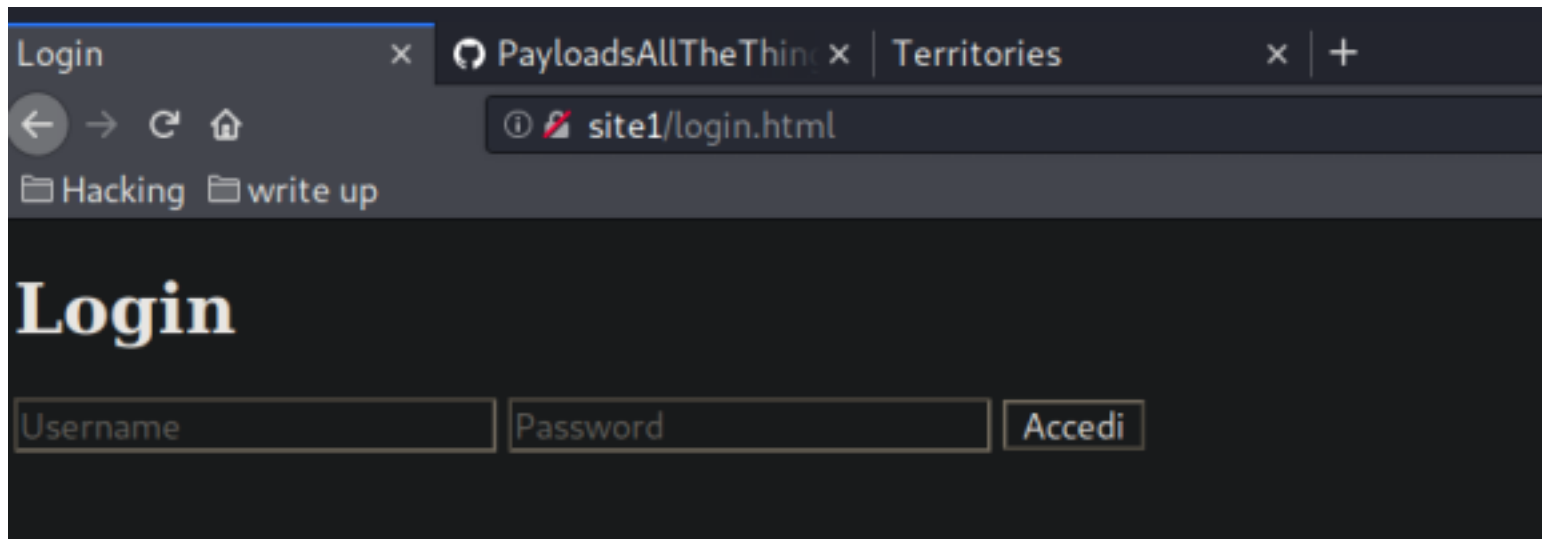 Login PayloadsAllTheThin Territories
site1/login.html
Hacking write up
Login
Username Password Accedi